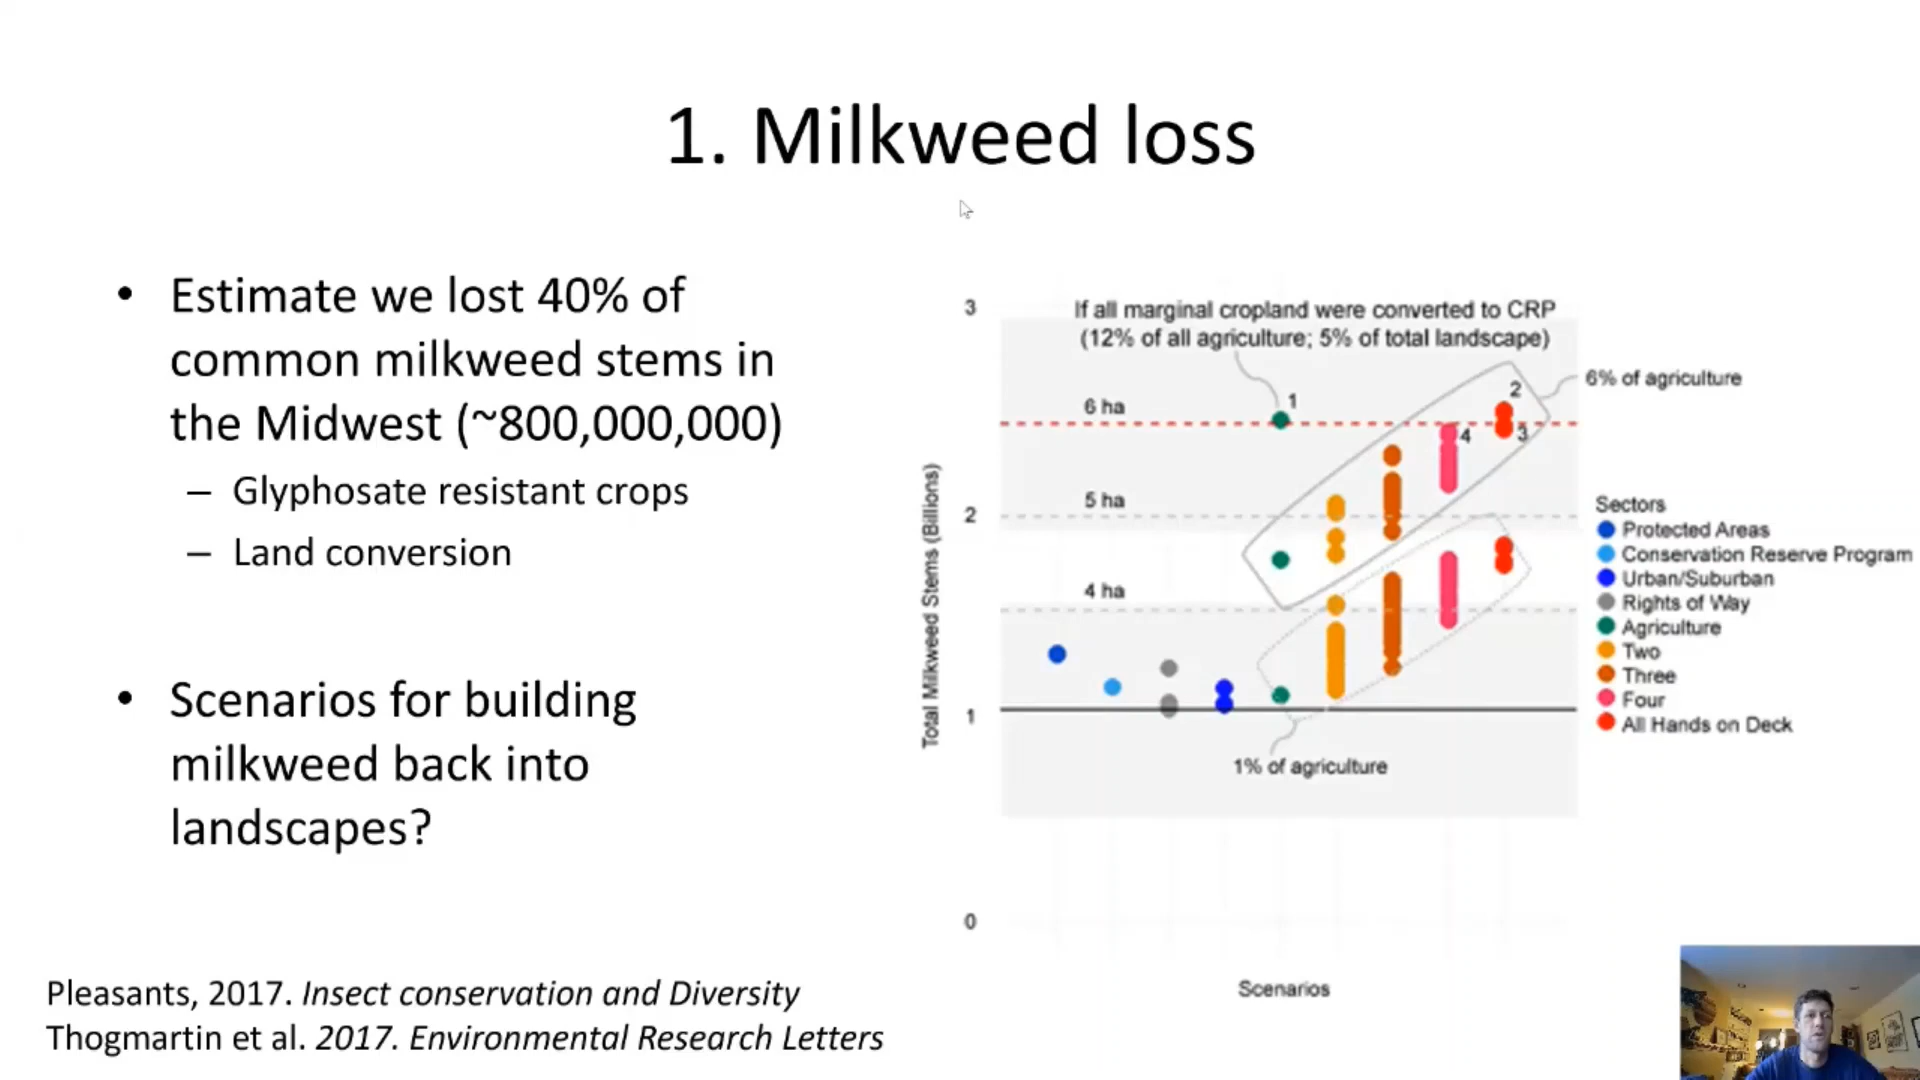 1. Milkweed loss
• Estimate we lost 40% of
common milkweed stems in
the Midwest (~800,000,000)
– Glyphosate resistant crops
– Land conversion
• Scenarios for building
milkweed back into
landscapes?
Pleasants, 2017. Insect conservation and Diversity
Thogmartin et al. 2017. Environmental Research Letters
If all marginal cropland were converted to CRP
(12% of all agriculture; 5% of total landscape)
3
2
1
0
Total Milkweed Stems (Billions)
6 ha
5 ha
4 ha
1
2
3
4
6% of agriculture
1% of agriculture
Scenarios
Sectors
Protected Areas
Conservation Reserve Program
Urban/Suburban
Rights of Way
Agriculture
Two
Three
Four
All Hands on Deck